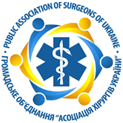 • PUBLIC ASSOCIATION OF SURGEONS OF UKRAINE •
ГРОМАДСЬКЕ ОБ'ЄДНАННЯ "АСОЦІАЦІЯ ХІРУРГІВ УКРАЇНИ"